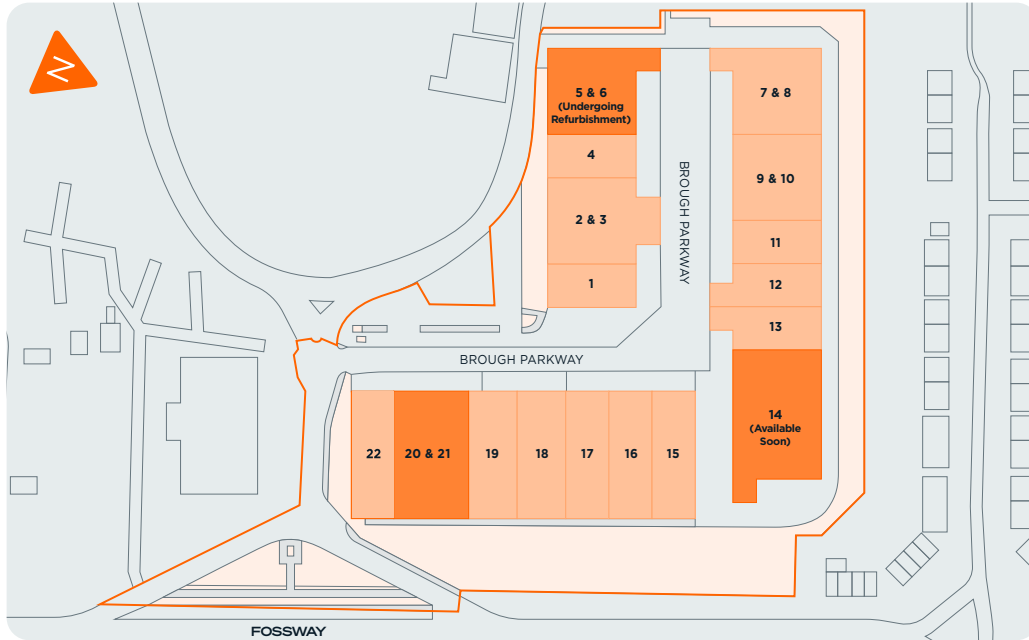 5 & 6
(Undergoing
Refurbishment)
7 & 8
4
9 & 10
2 & 3
BROUGH PARKWAY
11
1
12
13
BROUGH PARKWAY
14
(Available
Soon)
22
20 & 21
19
18
17
16
15
FOSSWAY